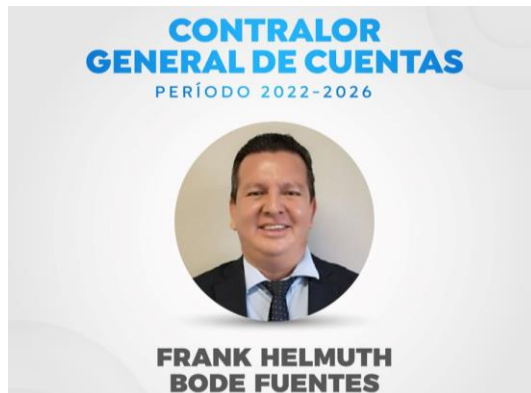 CONTRALOR
GENERAL DE CUENTAS
PERÍODO 2022-2026
FRANK HELMUTH
BODE FUENTES